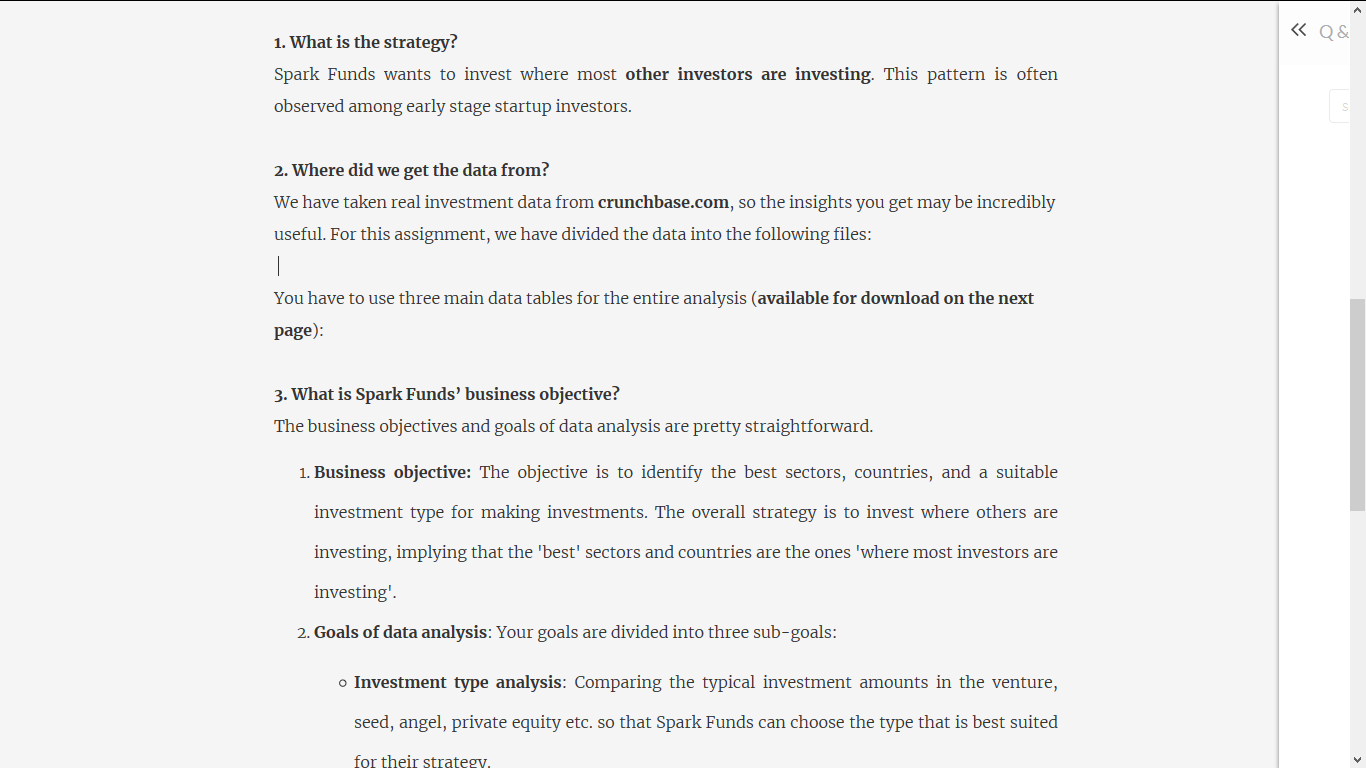 1. What is the strategy?
Spark Funds wants to invest where most other investors are investing. This pattern is often
observed among early stage startup investors.
2. Where did we get the data from?
We have taken real investment data from crunchbase.com, so the insights you get may be incredibly
useful. For this assignment, we have divided the data into the following files:
You have to use three main data tables for the entire analysis (available for download on the next
page):
3. What is Spark Funds’ business objective?
The business objectives and goals of data analysis are pretty straightforward.
1. Business objective: The objective is to identify the best sectors, countries, and a suitable
investment type for making investments. The overall strategy is to invest where others are
investing, implying that the 'best' sectors and countries are the ones 'where most investors are
investing'.
2. Goals of data analysis: Your goals are divided into three sub-goals:
Investment type analysis: Comparing the typical investment amounts in the venture,
seed, angel, private equity etc. so that Spark Funds can choose the type that is best suited
for their strategy.
Q &